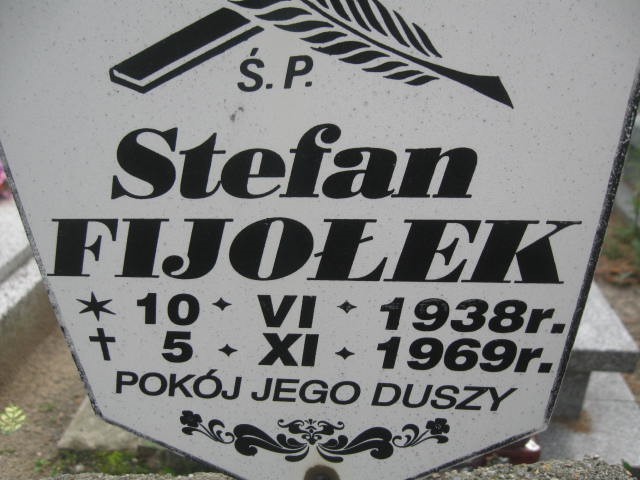 Ś.P.
Stefan
FIJOŁEK
✶ 10 ✦ VI ✦ 1938r.
✝ 5 ✦ XI ✦ 1969r.
POKÓJ JEGO DUSZY